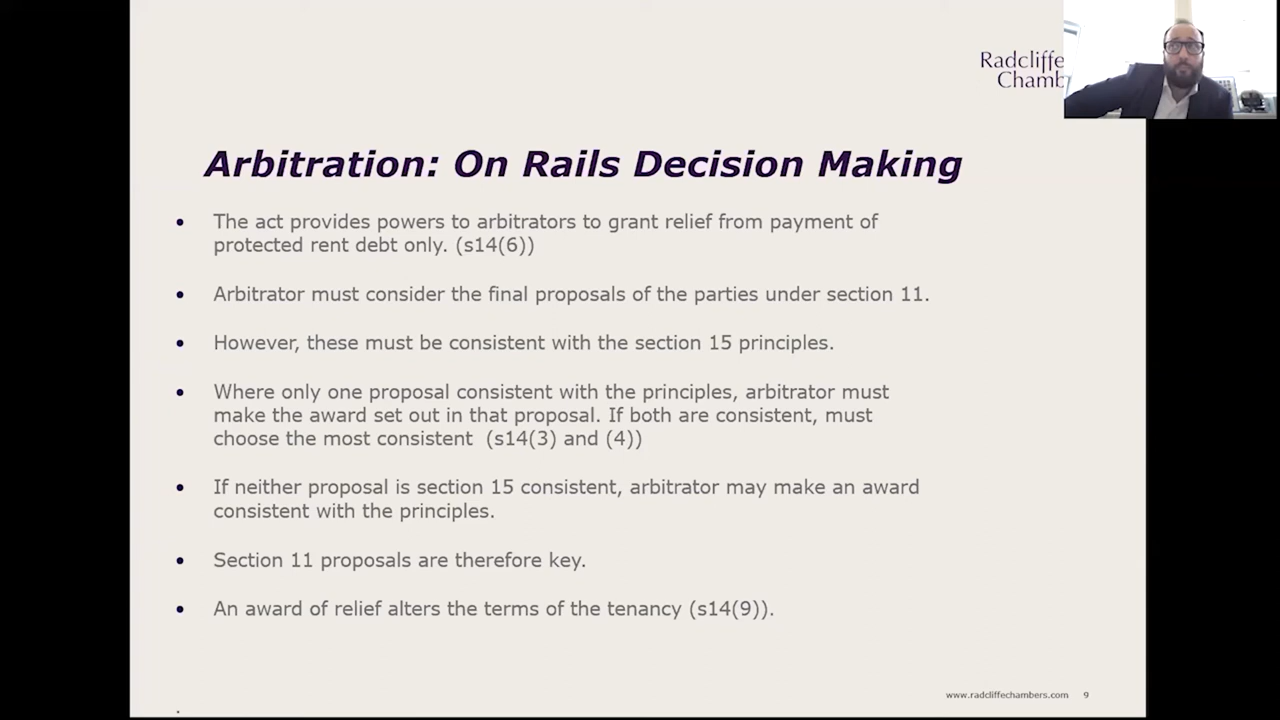 Radcliffe
Chamb
Arbitration: On Rails Decision Making
• The act provides powers to arbitrators to grant relief from payment of
protected rent debt only. (s14(6))
• Arbitrator must consider the final proposals of the parties under section 11.
• However, these must be consistent with the section 15 principles.
• Where only one proposal consistent with the principles, arbitrator must
make the award set out in that proposal. If both are consistent, must
choose the most consistent (s14(3) and (4))
• If neither proposal is section 15 consistent, arbitrator may make an award
consistent with the principles.
• Section 11 proposals are therefore key.
• An award of relief alters the terms of the tenancy (s14(9)).
www.radcliffechambers.com 9